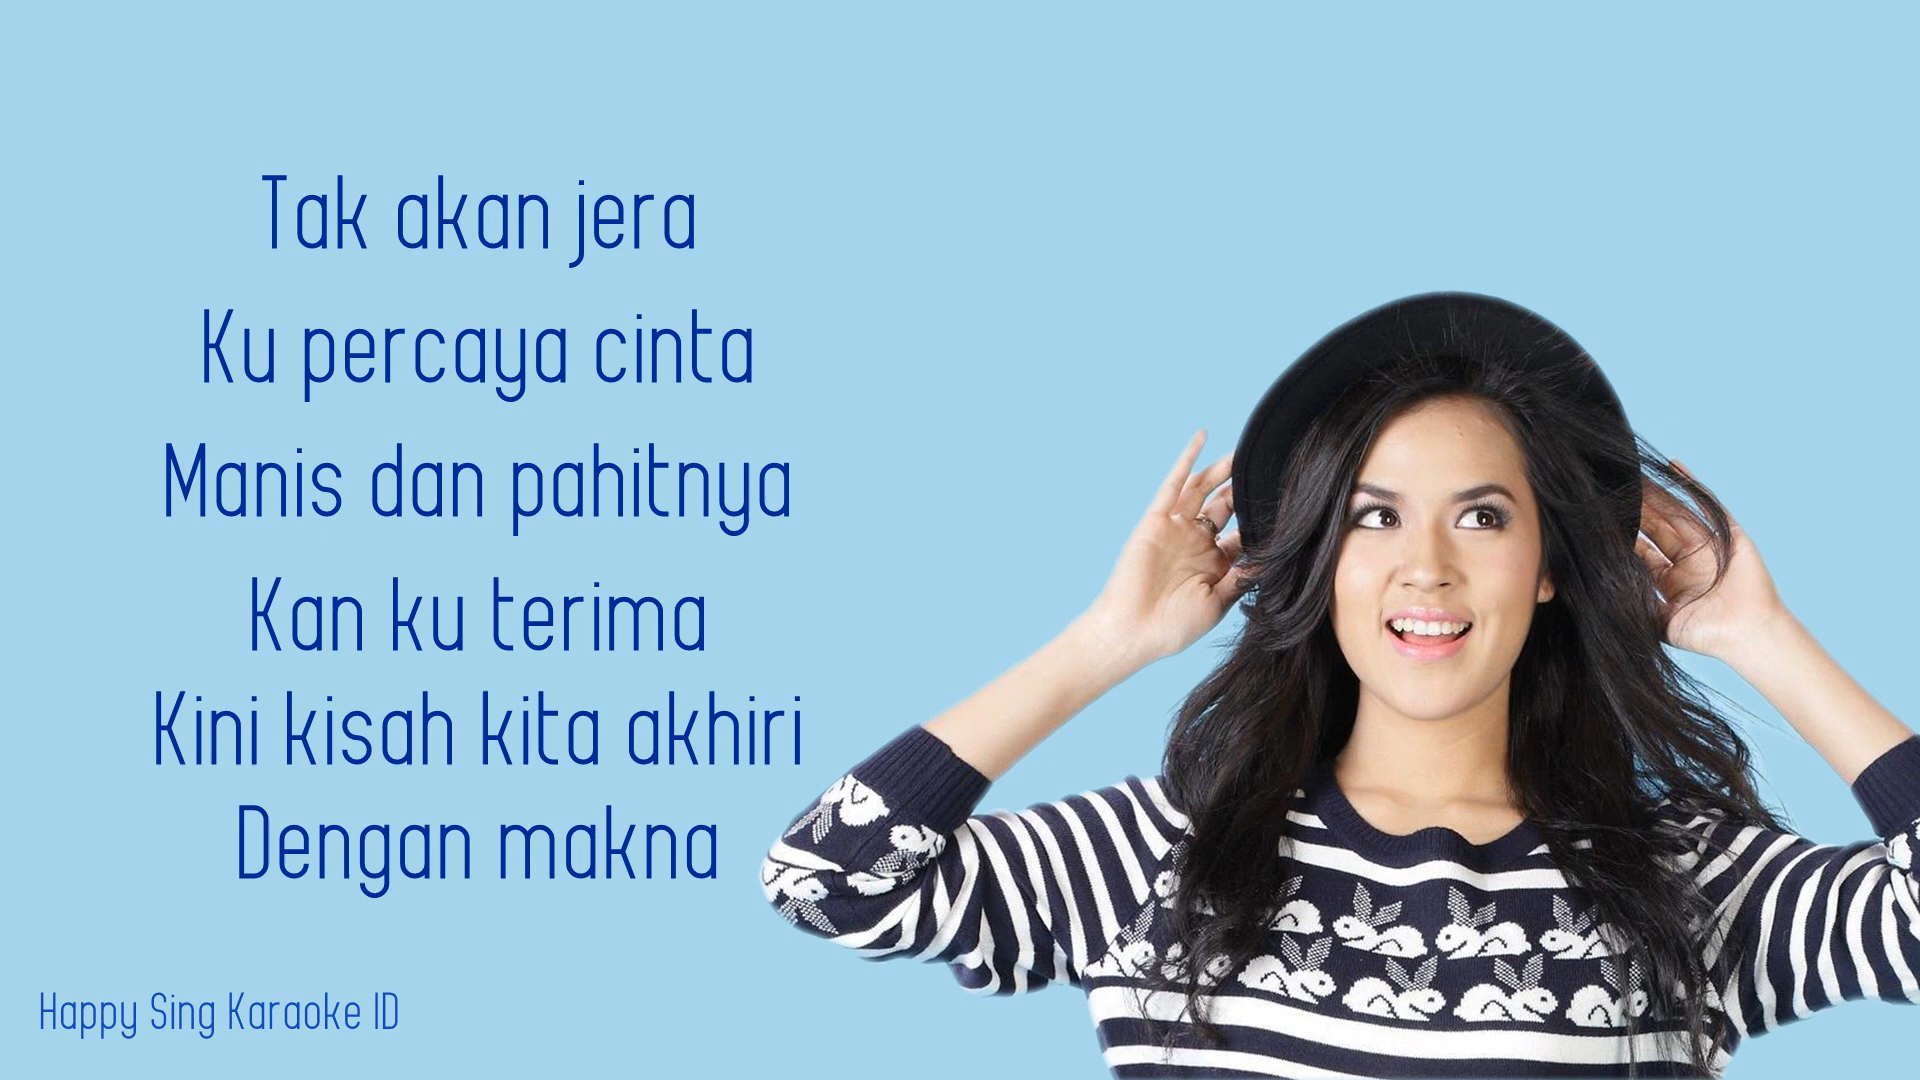 Tak akan jera
Ku percaya cinta
Manis dan pahitnya
Kan ku terima
Kini kisah kita akhiri
Dengan makna
Happy Sing Karaoke ID